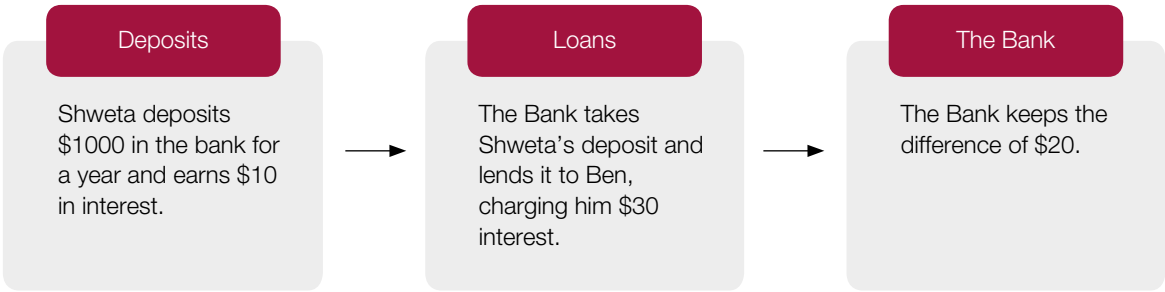 Deposits
Shweta deposits
$1000 in the bank for
a year and earns $10
in interest.
Loans
The Bank takes
Shweta’s deposit and
lends it to Ben,
charging him $30
interest.
The Bank
The Bank keeps the
difference of $20.